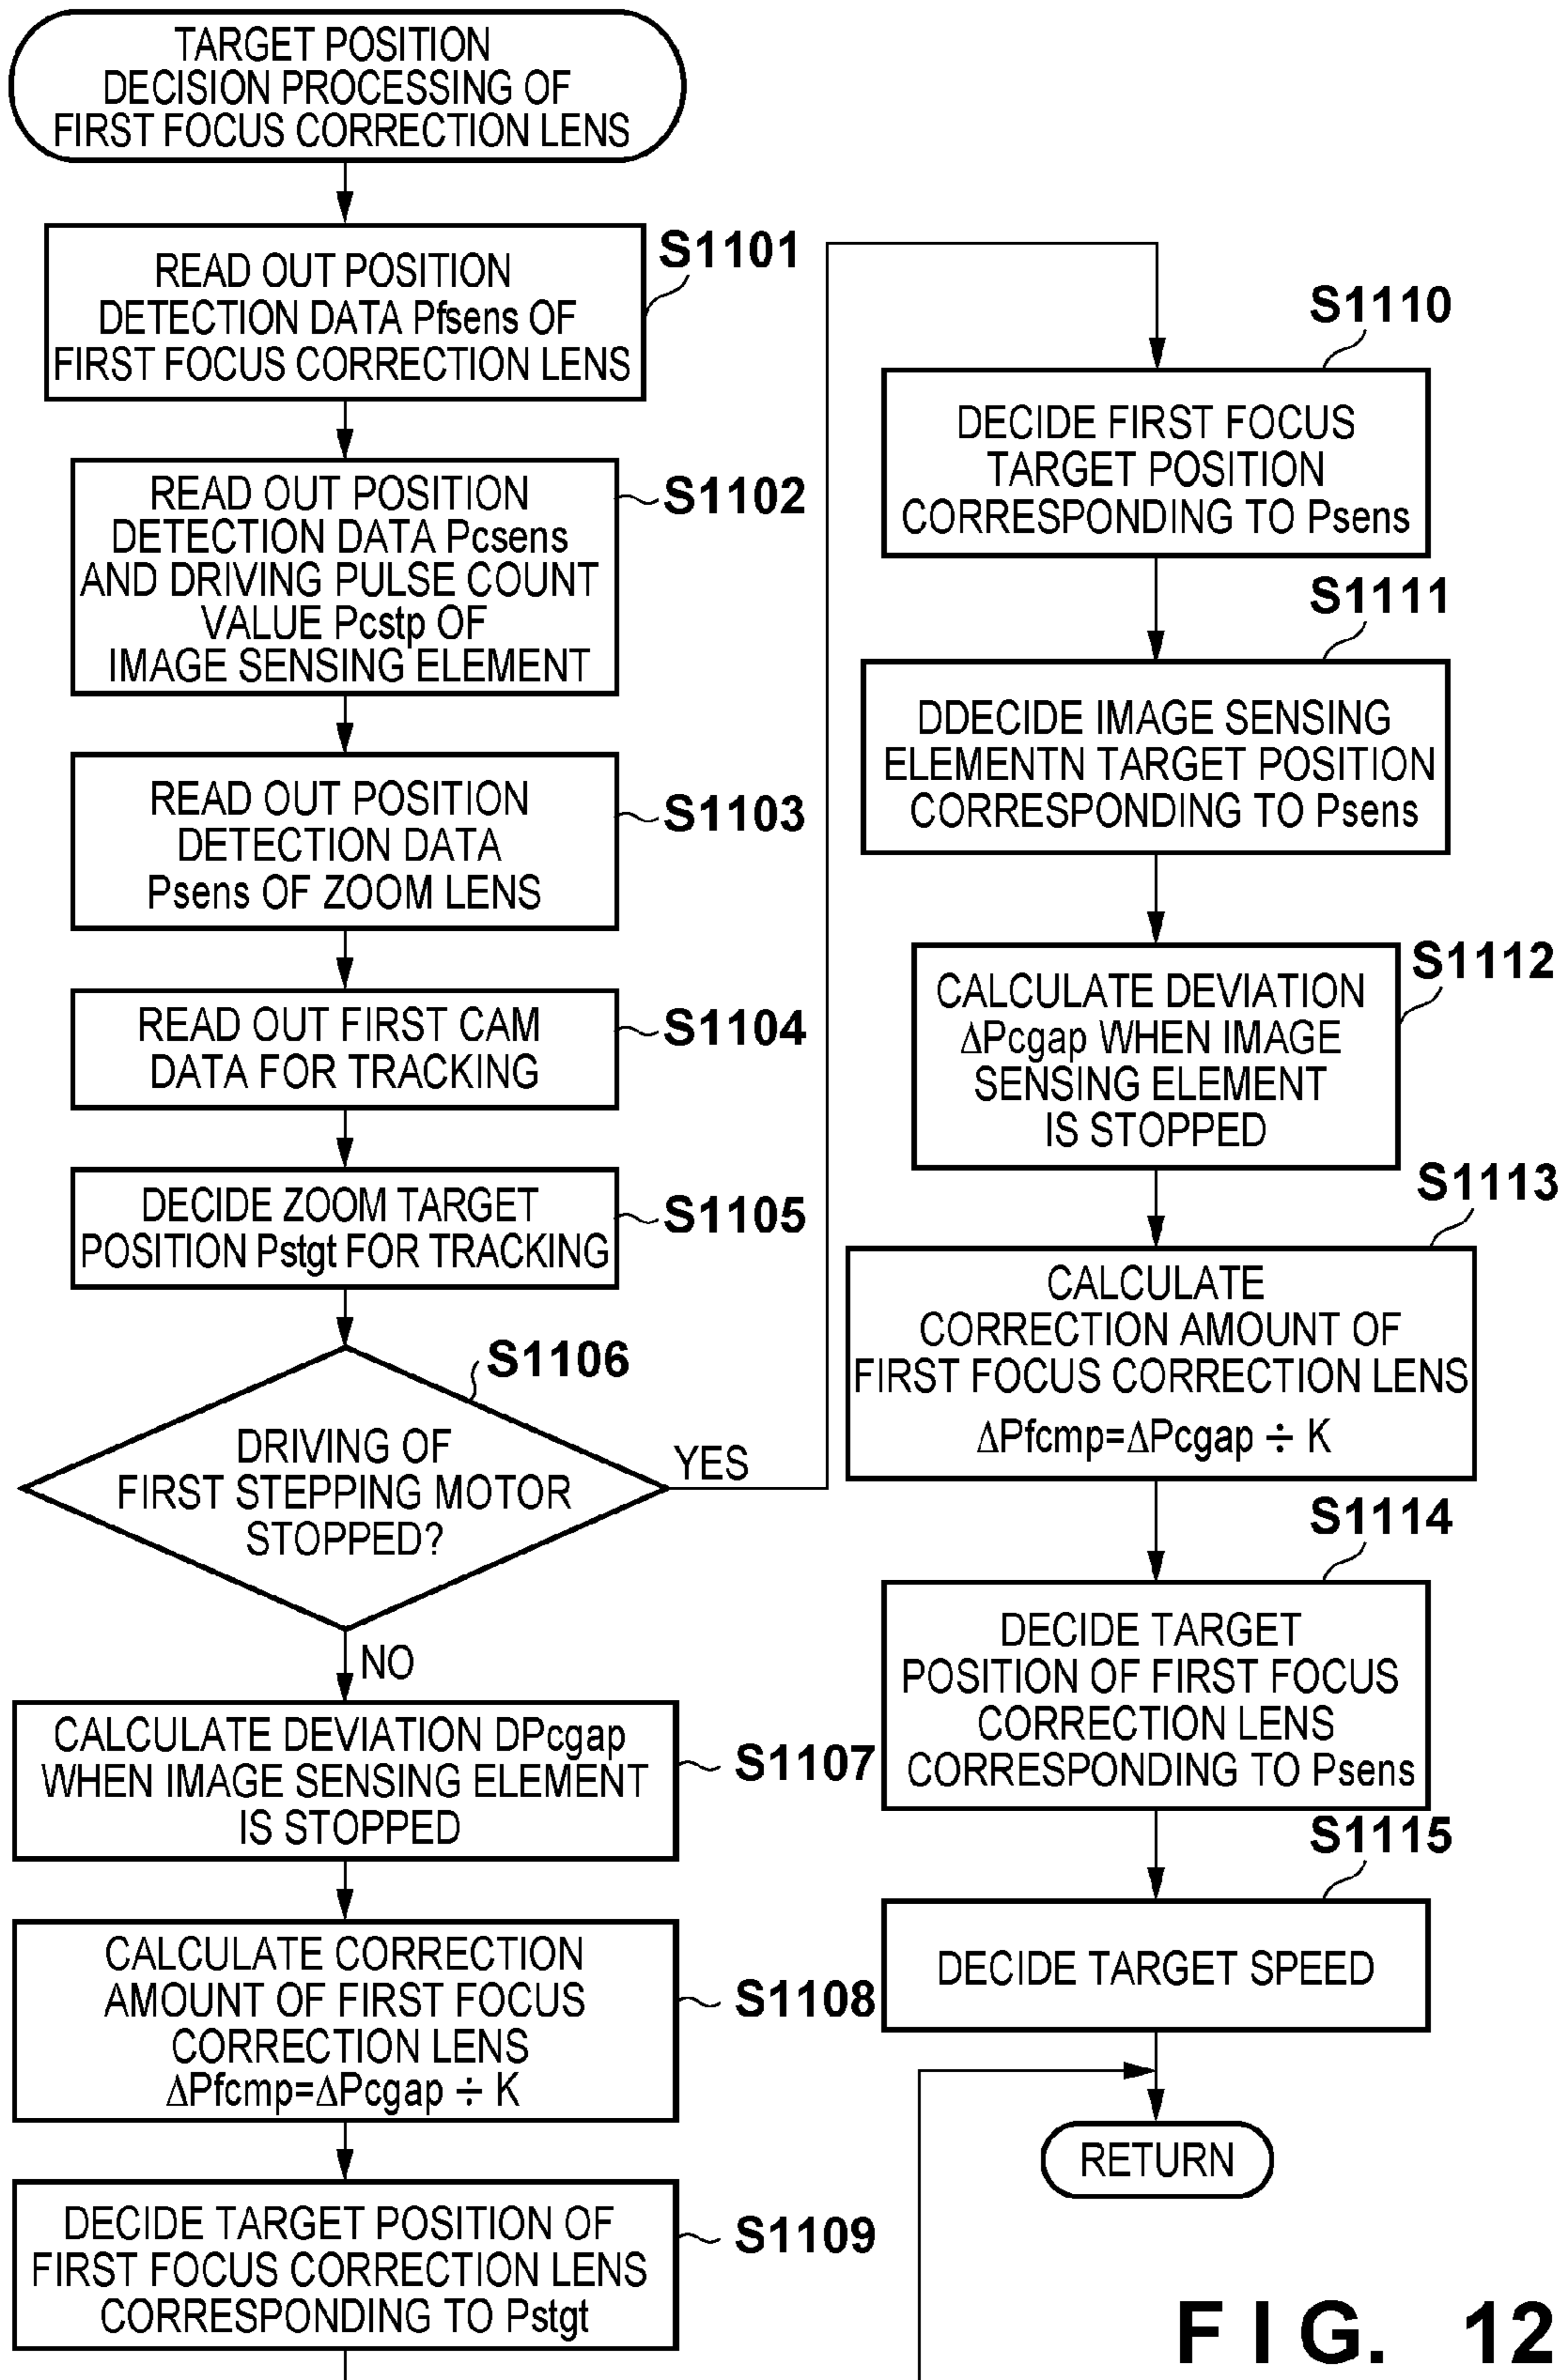 TARGET POSITION
DECISION PROCESSING OF
FIRST FOCUS CORRECTION LENS
S1101
READ OUT POSITION
DETECTION DATA Pfsens OF
FIRST FOCUS CORRECTION LENS
S1102
READ OUT POSITION
DETECTION DATA Pcsens
AND DRIVING PULSE COUNT
VALUE Pcstp OF
IMAGE SENSING ELEMENT
S1103
READ OUT POSITION
DETECTION DATA
Psens OF ZOOM LENS
S1104
READ OUT FIRST CAM
DATA FOR TRACKING
S1105
DECIDE ZOOM TARGET
POSITION Pstgt FOR TRACKING
S1106
DRIVING OF
FIRST STEPPING MOTOR
STOPPED?
YES
NO
S1107
CALCULATE DEVIATION DPcgap
WHEN IMAGE SENSING ELEMENT
IS STOPPED
S1108
CALCULATE CORRECTION
AMOUNT OF FIRST FOCUS
CORRECTION LENS
ΔPfcmp=ΔPcgap ÷ K
S1109
DECIDE TARGET POSITION OF
FIRST FOCUS CORRECTION LENS
CORRESPONDING TO Pstgt
S1110
DECIDE FIRST FOCUS
TARGET POSITION
CORRESPONDING TO Psens
S1111
DDECIDE IMAGE SENSING
ELEMENTN TARGET POSITION
CORRESPONDING TO Psens
S1112
CALCULATE DEVIATION
ΔPcgap WHEN IMAGE
SENSING ELEMENT
IS STOPPED
S1113
CALCULATE
CORRECTION AMOUNT OF
FIRST FOCUS CORRECTION LENS
ΔPfcmp=ΔPcgap ÷ K
S1114
DECIDE TARGET
POSITION OF FIRST FOCUS
CORRECTION LENS
CORRESPONDING TO Psens
S1115
DECIDE TARGET SPEED
RETURN
FIG. 12